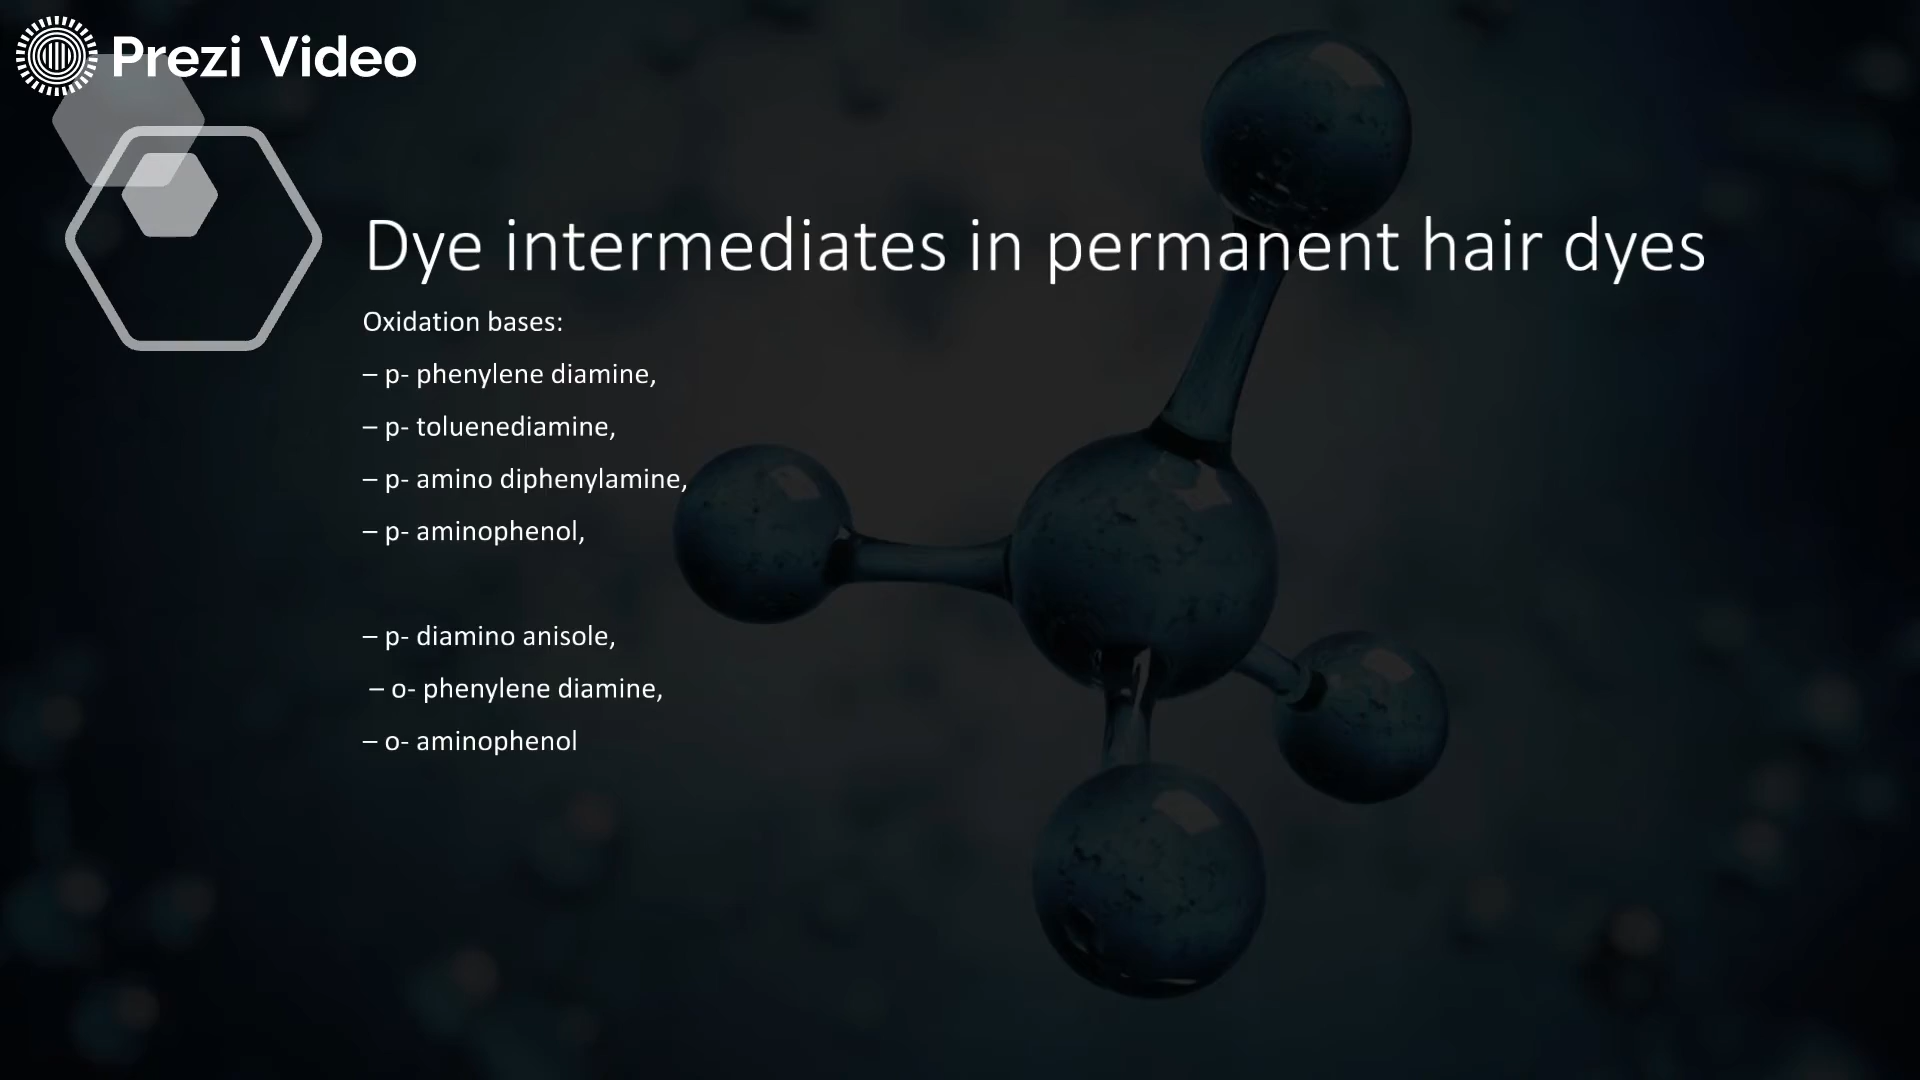 Prezi Video
Dye intermediates in permanent hair dyes
Oxidation bases:
– p- phenylene diamine,
– p- toluenediamine,
– p- amino diphenylamine,
– p- aminophenol,
– p- diamino anisole,
– o- phenylene diamine,
– o- aminophenol